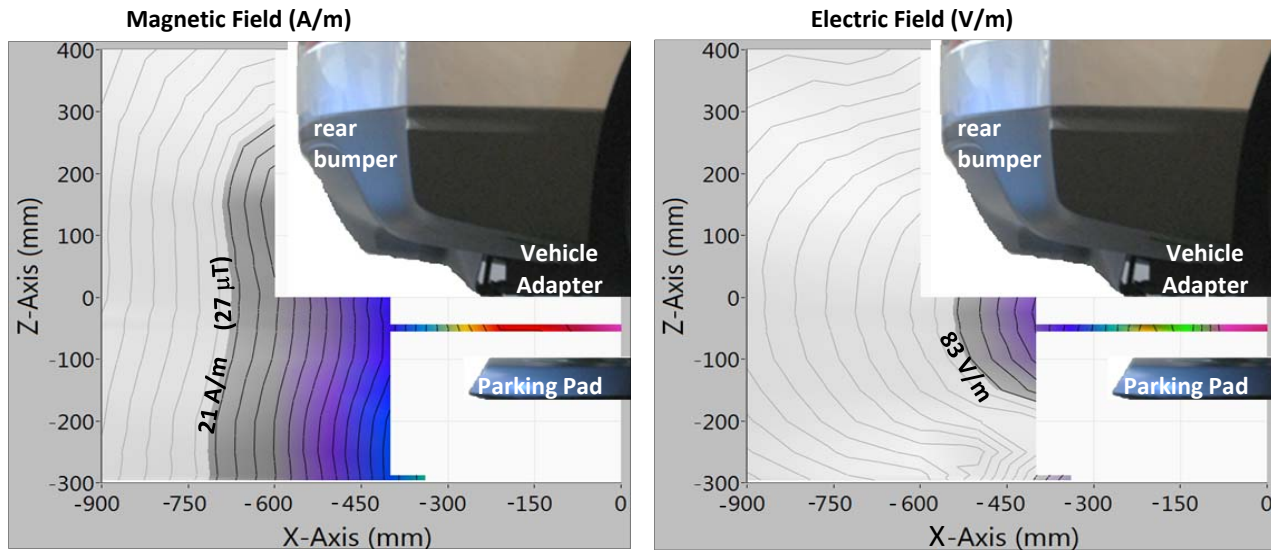 Magnetic Field (A/m)
400
300
200
100
0
-100
-200
-300
Z-Axis (mm)
-900
-750
-600
-450
-300
-150
0
X-Axis (mm)
rear
bumper
Vehicle
Adapter
Parking Pad
21 A/m (27 µT)
Electric Field (V/m)
400
300
200
100
0
-100
-200
-300
Z-Axis (mm)
-900
-750
-600
-450
-300
-150
0
X-Axis (mm)
rear
bumper
Vehicle
Adapter
Parking Pad
83 V/m